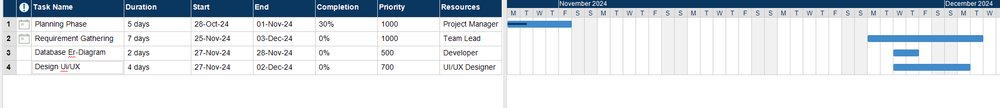 Task Name Duration Start End Completion Priority Resources
1 Planning Phase 5 days 28-Oct-24 01-Nov-24 30% 1000 Project Manager
2 Requirement Gathering 7 days 25-Nov-24 03-Dec-24 0% 1000 Team Lead
3 Database Er-Diagram 2 days 27-Nov-24 28-Nov-24 0% 500 Developer
4 Design Ui/UX 4 days 27-Nov-24 02-Dec-24 0% 700 UI/UX Designer
November 2024 December 2024
M T W T F S S M T W T F S S M T W T F S S M T W T F S S M T W T F S S M T W